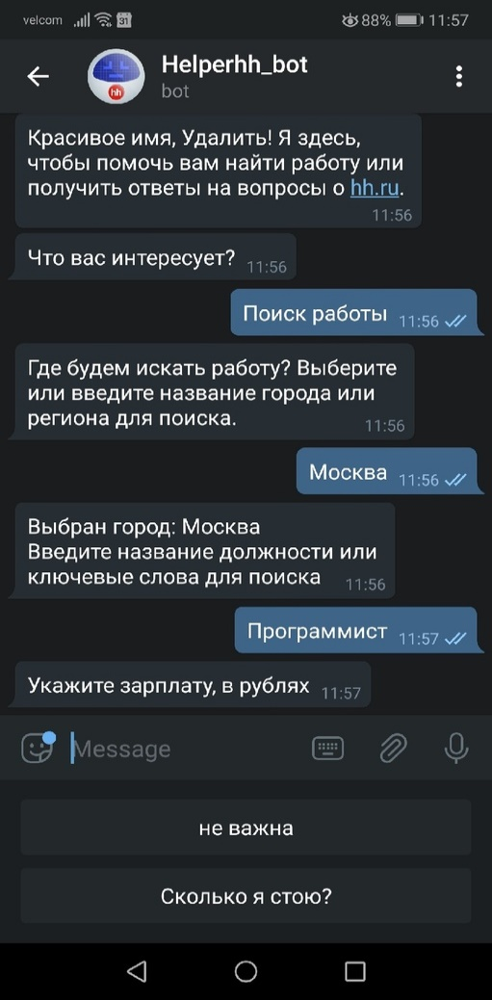 velcom 31 88% 11:57
Helperhh_bot
bot
hh
Красивое имя, Удалить! Я здесь,
чтобы помочь вам найти работу или
получить ответы на вопросы о hh.ru.
11:56
Что вас интересует? 11:56
Поиск работы 11:56
Где будем искать работу? Выберите
или введите название города или
региона для поиска. 11:56
Москва 11:56
Выбран город: Москва
Введите название должности или
ключевые слова для поиска 11:56
Программист 11:57
Укажите зарплату, в рублях 11:57
Message
не важна
Сколько я стою?